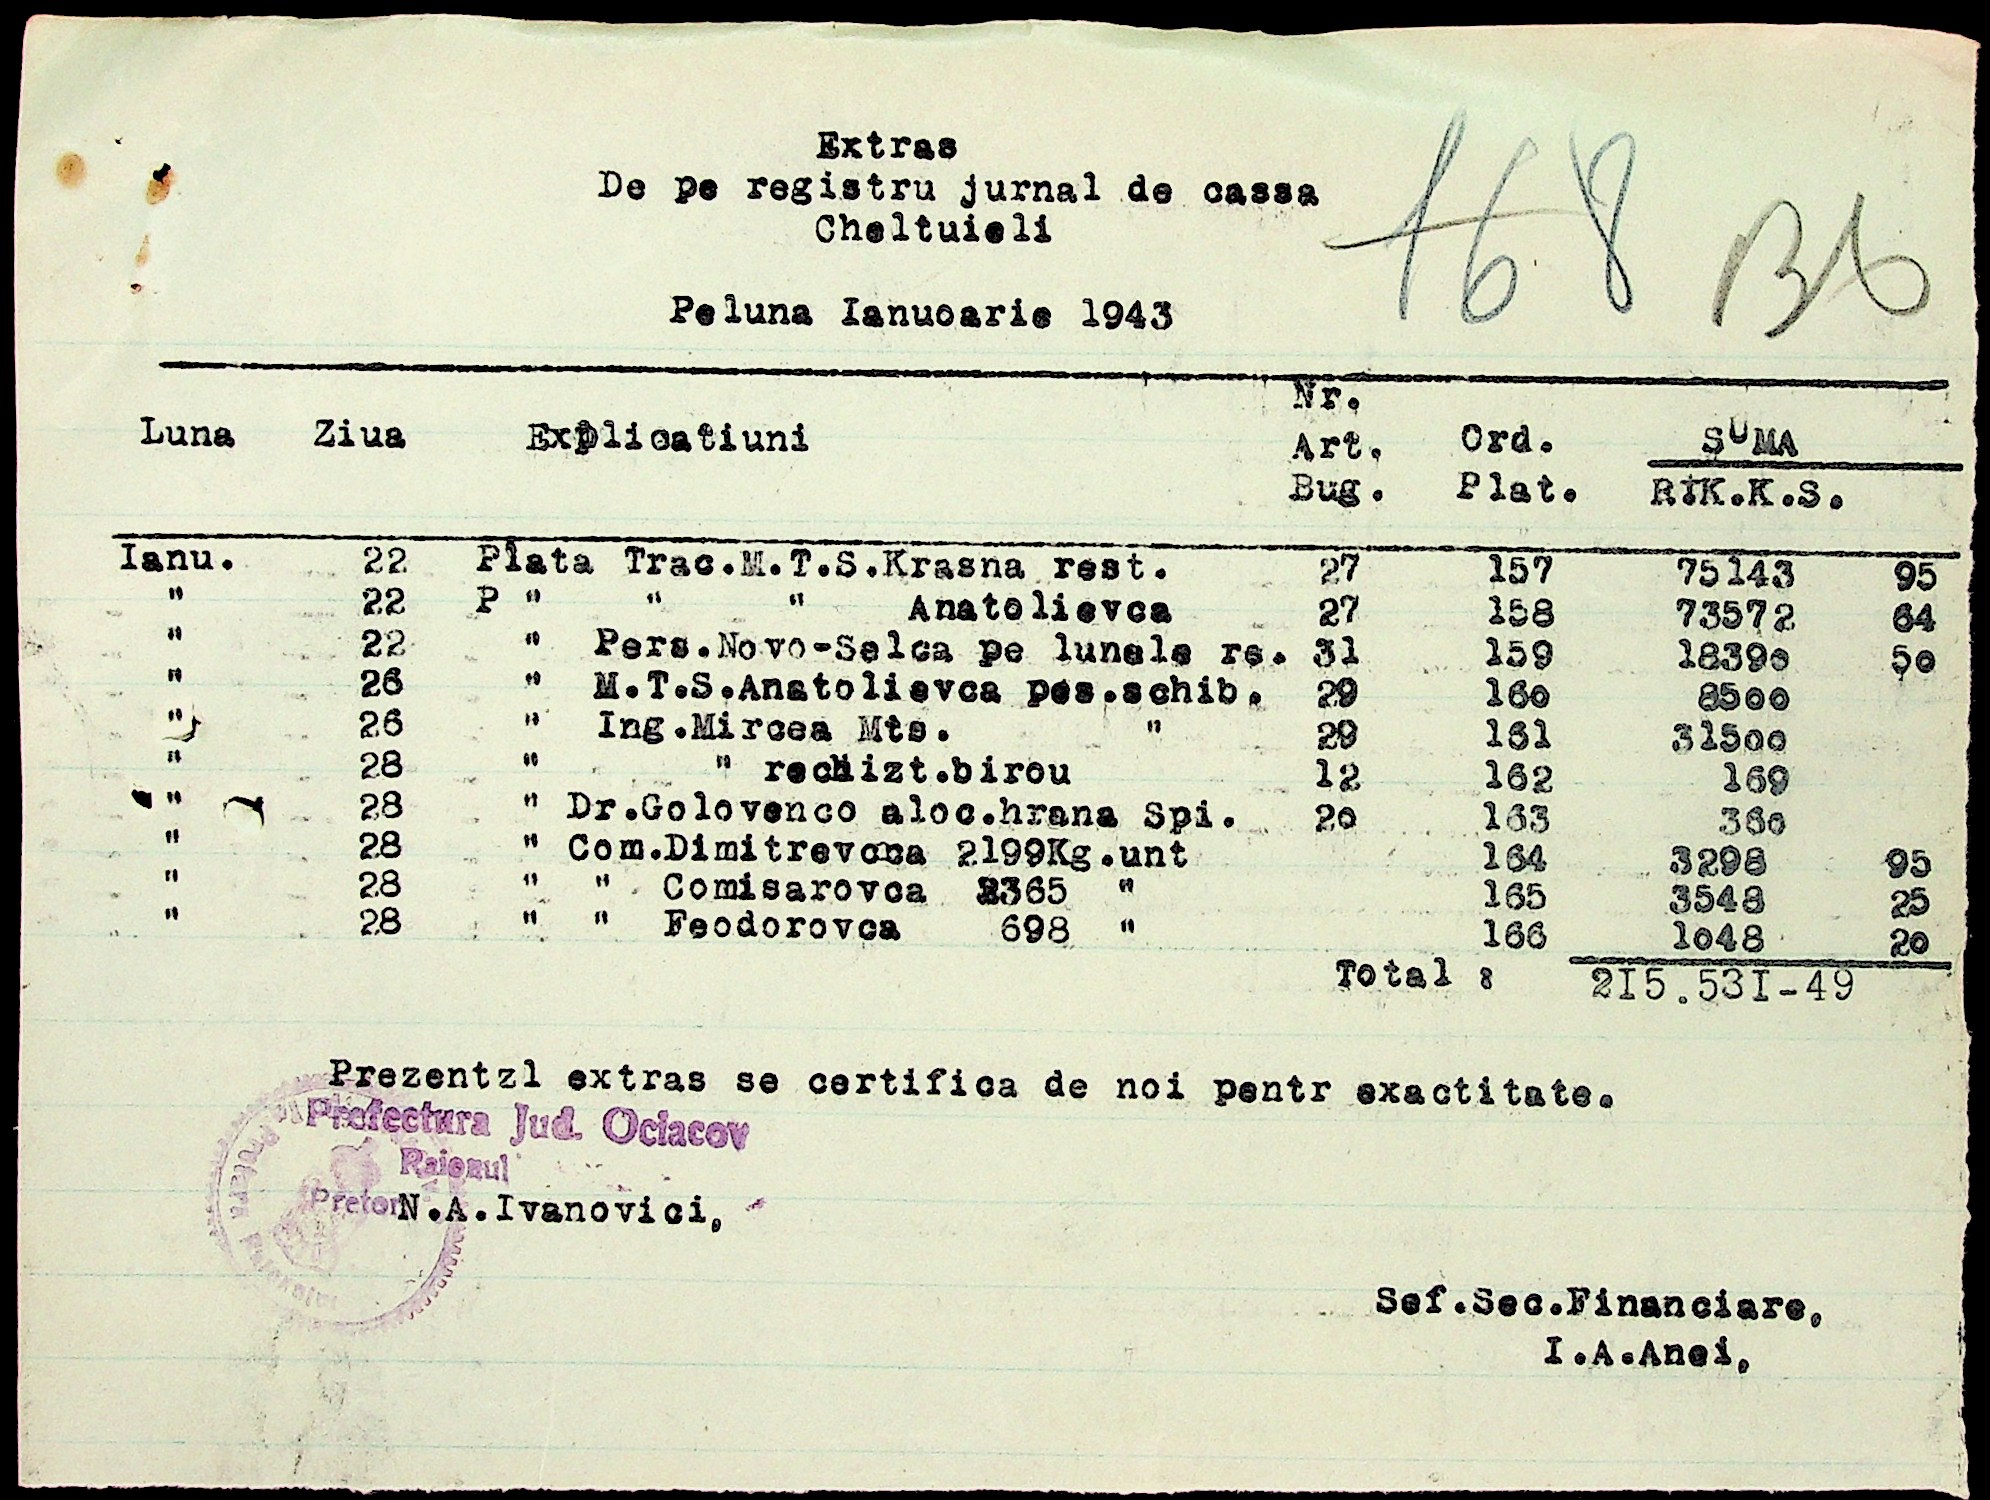 168 Bb
Extras
De pe registru jurnal de cassa
Cheltuieli
Pe luna Ianuoarie 1943
Luna Ziua Explicatiuni Nr. Art. Bug. Ord. Plat. SUMA R.K.K.S.
Ianu. 22 Plata Trac.M.T.S.Krasna rest. 27 157 75143 95
" 22 P " " " Anatolievca 27 158 73572 64
" 22 " Pers.Novo-Selca pe lunele re. 31 159 18390 50
" 26 " M.T.S.Anatolievca pes.schib. 29 160 8500
" 26 " Ing.Mircea Mts. " 29 161 31500
" 28 " " rechizt.birou 12 162 169
" 28 " Dr.Golovenco aloc.hrana Spi. 20 163 360
" 28 " Com.Dimitrevca 2199Kg.unt 164 3298 95
" 28 " " Comisarovca 2365 " 165 3548 25
" 28 " " Feodorovca 698 " 166 1048 20
Total : 2I5.53I-49
Prezentzl extras se certifica de noi pentr exactitate.
Prefectura Jud. Ociacov
Raionul
Pretor N.A.Ivanovici,
Sef.Sec.Financiare,
I.A.Anei,